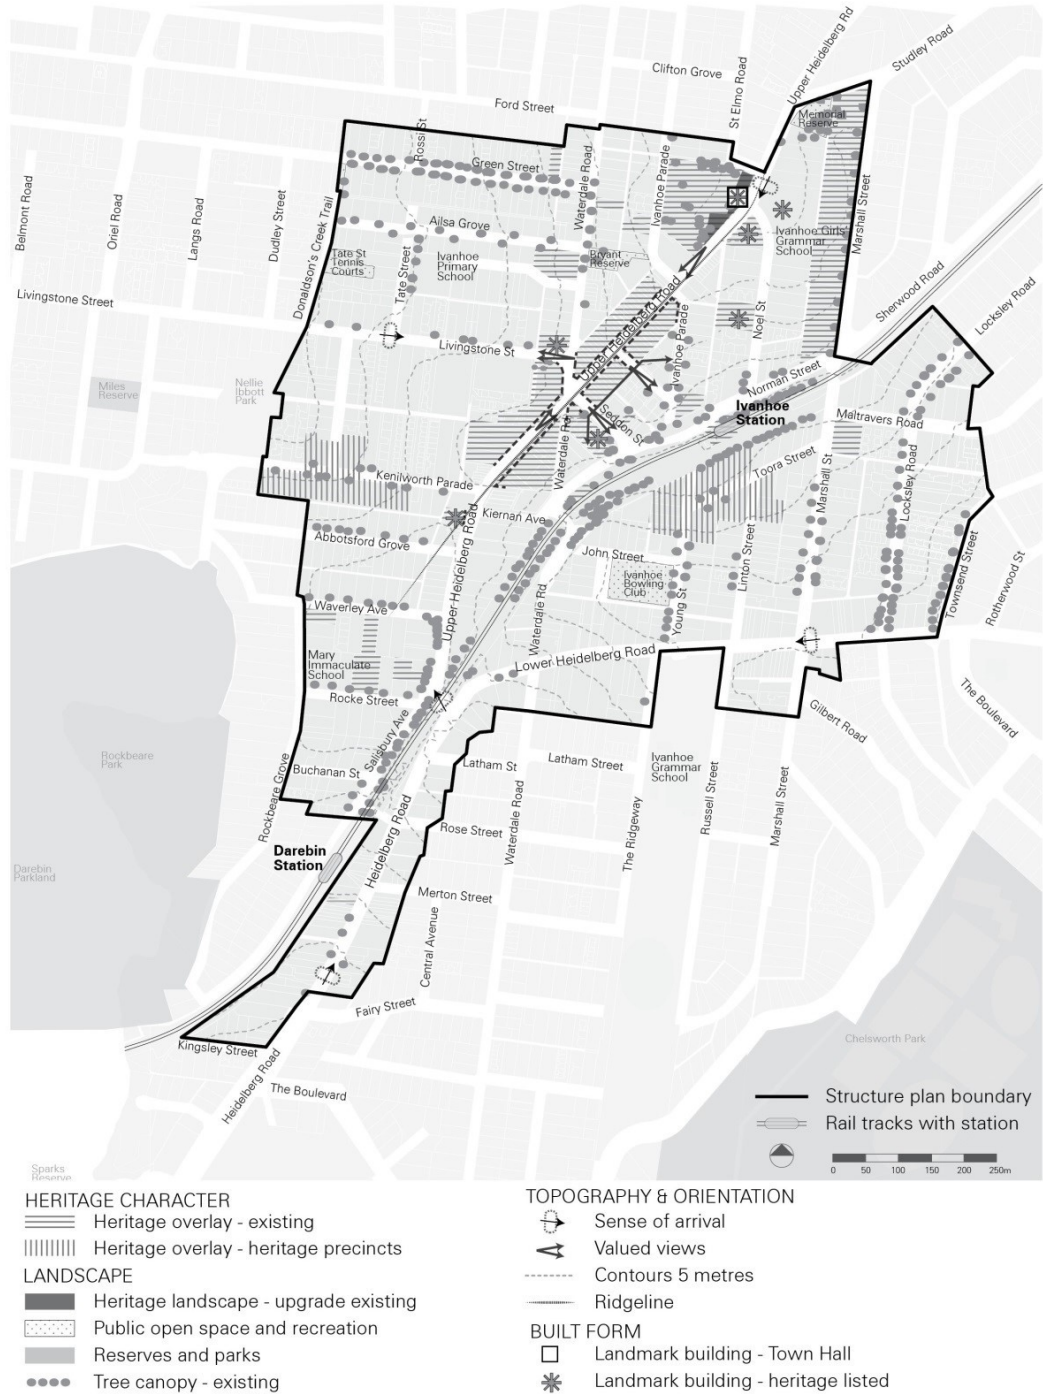 Clifton Grove
St Elmo Road
Upper Heidelberg Rd
Studley Road
Ford Street
Memorial
Reserve
Rossi St
Green Street
Waterdale Road
Ivanhoe Parade
Marshall Street
Belmont Road
Oriel Road
Langs Road
Dudley Street
Donaldson's Creek Trail
Ailsa Grove
Tate St
Tennis
Courts
Tate Street
Ivanhoe
Primary
School
Bryant
Reserve
Ivanhoe Girls'
Grammar
School
Sherwood Road
Locksley Road
Livingstone Street
Livingstone St
Upper Heidelberg Road
Ivanhoe Parade
Noel St
Norman Street
Miles
Reserve
Nellie
Ibbott
Park
Ivanhoe
Station
Seddon St
Maltravers Road
Waterdale Rd
Toora Street
Marshall St
Locksley Road
Kenilworth Parade
Kiernan Ave
Abbotsford Grove
Upper Heidelberg Road
John Street
Linton Street
Townsend Street
Rotherwood St
Ivanhoe
Bowling
Club
Young St
Waverley Ave
Waterdale Rd
Lower Heidelberg Road
Mary
Immaculate
School
Rocke Street
Salisbury Ave
Gilbert Road
The Boulevard
Rockbeare
Park
Buchanan St
Rockbeare Grove
Latham St
Latham Street
Ivanhoe
Grammar
School
Waterdale Road
The Ridgeway
Russell Street
Marshall Street
Rose Street
Heidelberg Road
Darebin
Station
Darebin
Parkland
Merton Street
Central Avenue
Fairy Street
Kingsley Street
Heidelberg Road
The Boulevard
Chelsworth Park
Sparks
Reserve
Structure plan boundary
Rail tracks with station
0 50 100 150 200 250m
HERITAGE CHARACTER
Heritage overlay - existing
Heritage overlay - heritage precincts
LANDSCAPE
Heritage landscape - upgrade existing
Public open space and recreation
Reserves and parks
Tree canopy - existing
TOPOGRAPHY & ORIENTATION
Sense of arrival
Valued views
Contours 5 metres
Ridgeline
BUILT FORM
Landmark building - Town Hall
Landmark building - heritage listed